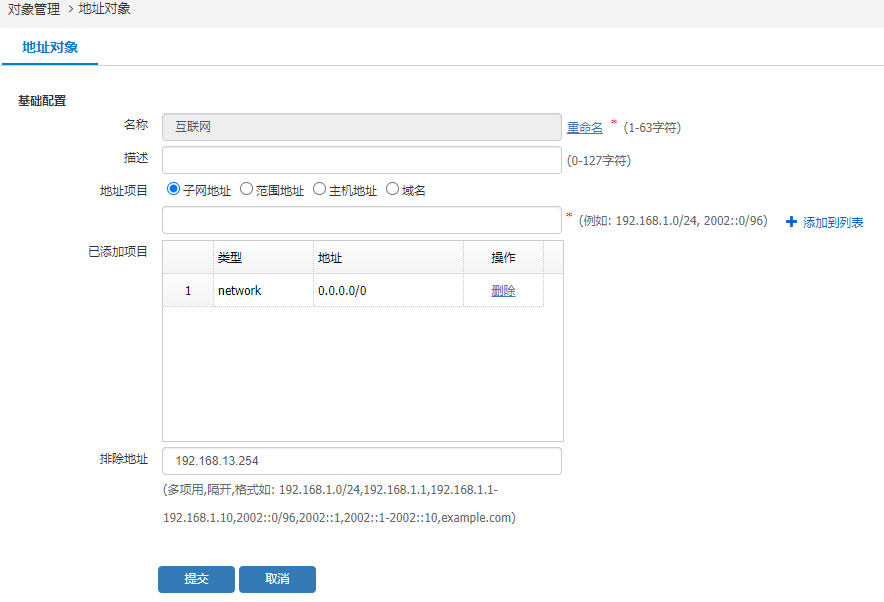 对象管理 > 地址对象
地址对象
基础配置
名称 互联网 重命名 * (1-63字符)
描述 (0-127字符)
地址项目 子网地址 范围地址 主机地址 域名
* (例如: 192.168.1.0/24, 2002::0/96) + 添加到列表
已添加项目 类型 地址 操作
1 network 0.0.0.0/0 删除
排除地址 192.168.13.254
(多项用,隔开,格式如: 192.168.1.0/24,192.168.1.1,192.168.1.1-
192.168.1.10,2002::0/96,2002::1,2002::1-2002::10,example.com)
提交 取消